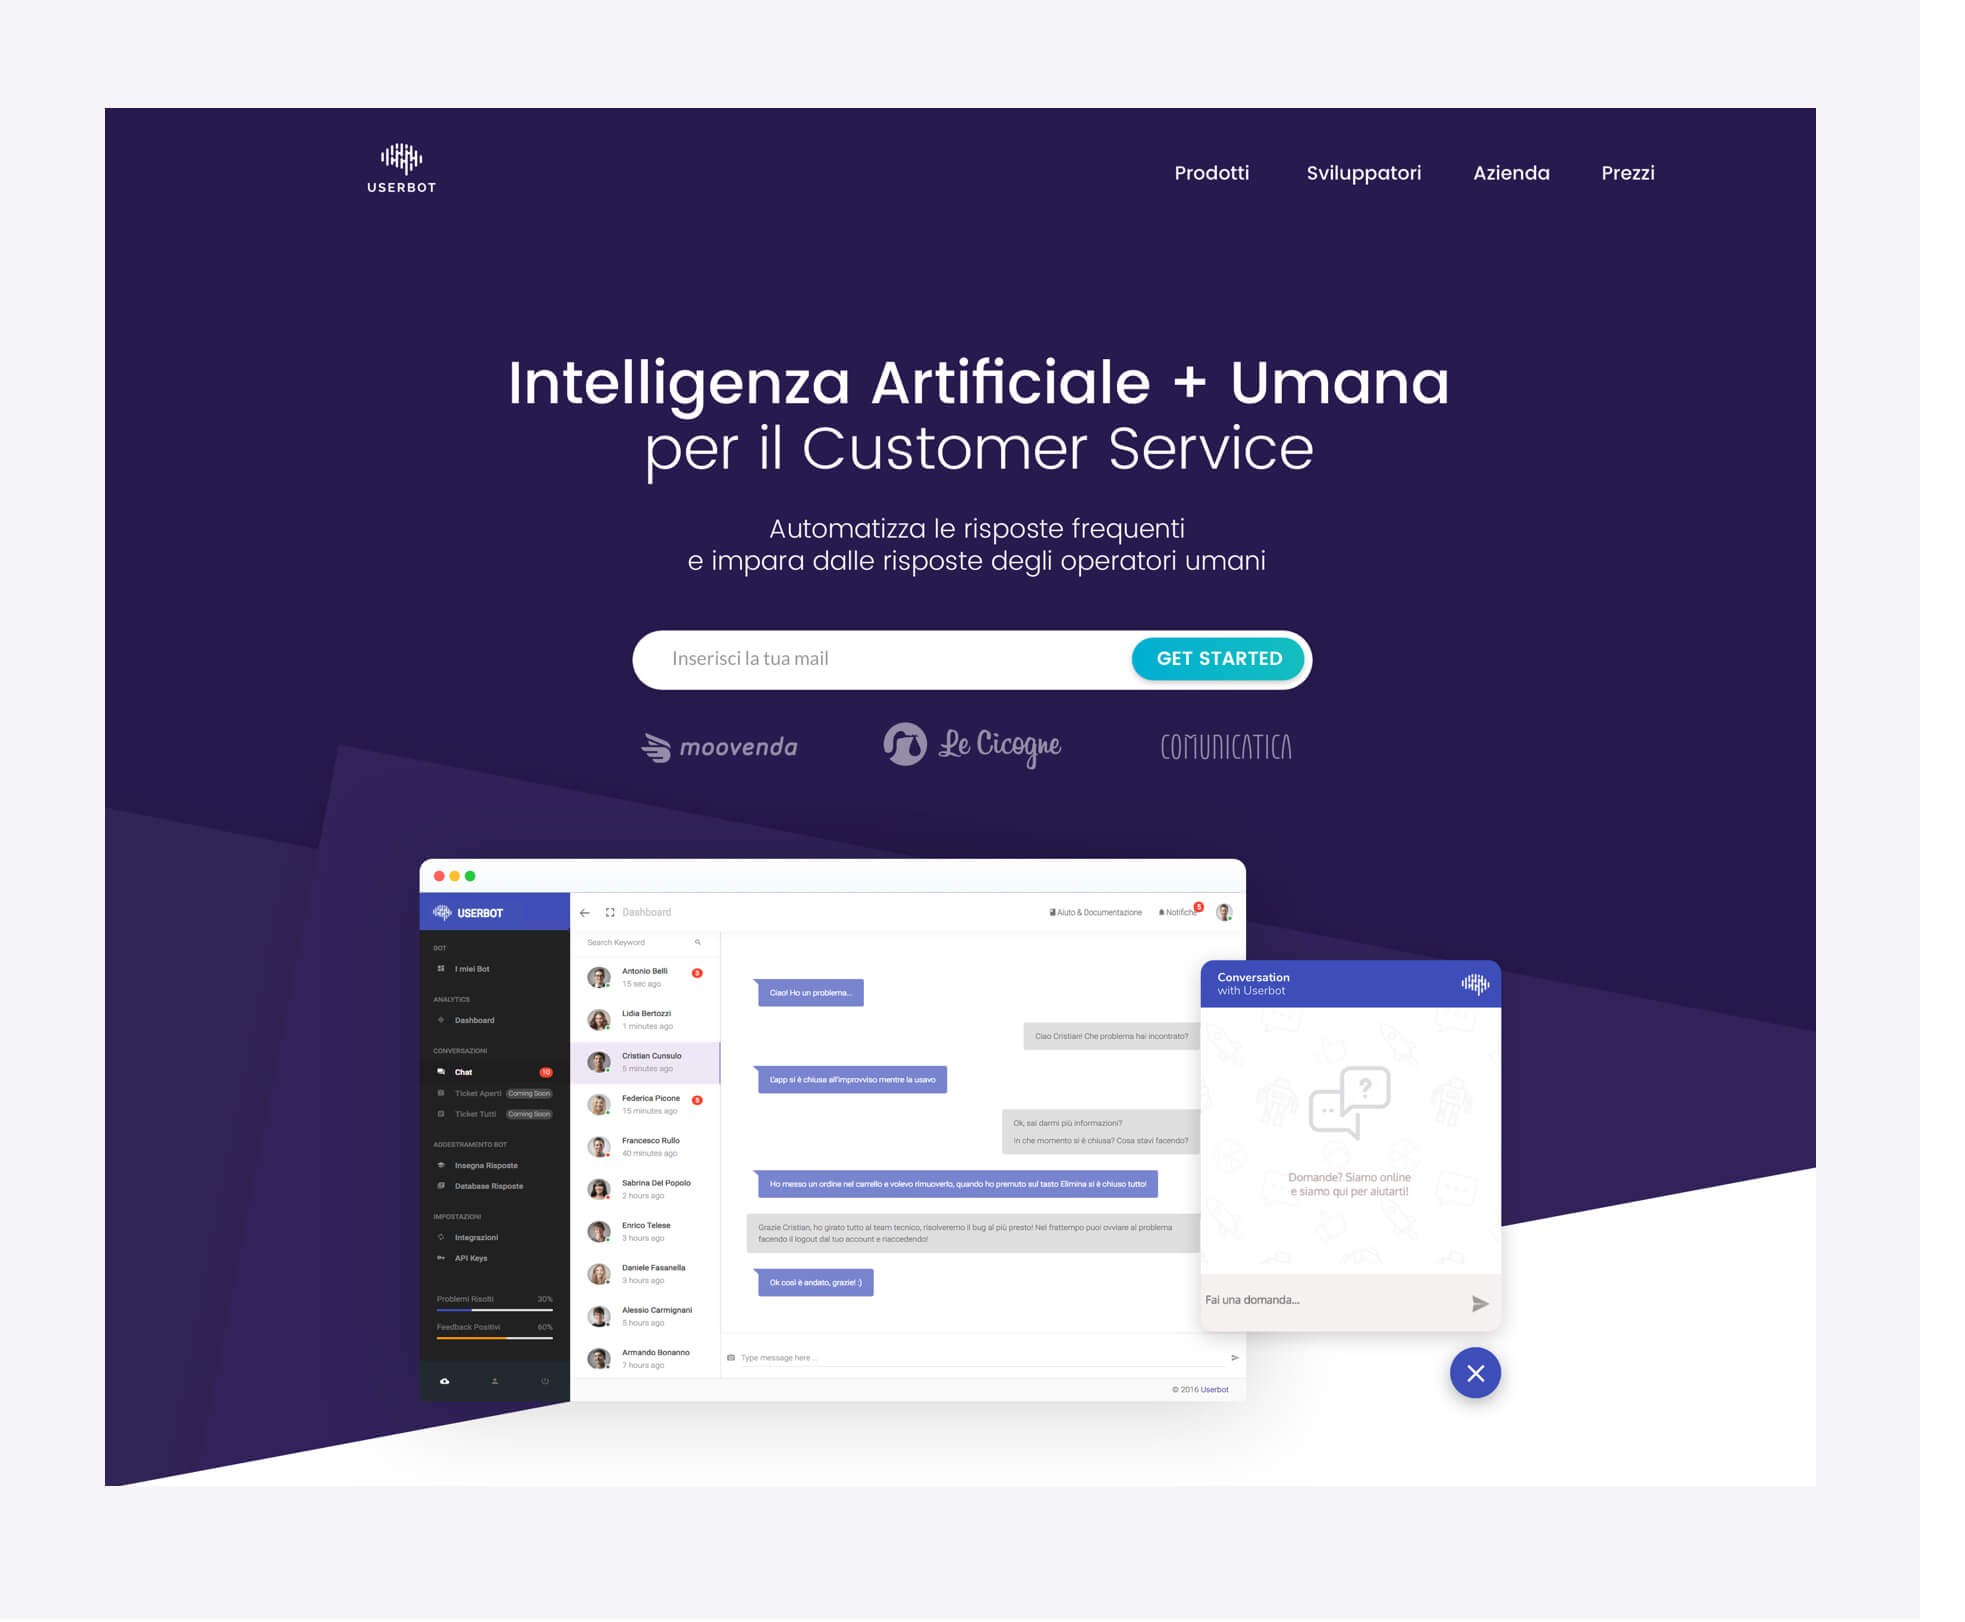 USERBOT
Prodotti
Sviluppatori
Azienda
Prezzi
Intelligenza Artificiale + Umana
per il Customer Service
Automatizza le risposte frequenti
e impara dalle risposte degli operatori umani
Inserisci la tua mail
GET STARTED
moovenda
Le Cicogne
COMUNICATICA
USERBOT
Dashboard
Aiuto & Documentazione
Notifiche
5
BOT
I miei Bot
ANALYTICS
Dashboard
CONVERSAZIONI
Chat
10
Ticket Aperti
Coming Soon
Ticket Tutti
Coming Soon
ADDESTRAMENTO BOT
Insegna Risposte
Database Risposte
IMPOSTAZIONI
Integrazioni
API Keys
Problemi Risolti
30%
Feedback Positivi
60%
Search Keyword
Antonio Belli
3
15 sec ago
Lidia Bertozzi
1 minutes ago
Cristian Cunsulo
5 minutes ago
Federica Picone
5
15 minutes ago
Francesco Rullo
40 minutes ago
Sabrina Del Popolo
2 hours ago
Enrico Telese
3 hours ago
Daniele Fasanella
3 hours ago
Alessio Carmignani
5 hours ago
Armando Bonanno
7 hours ago
Ciao! Ho un problema...
Ciao Cristian! Che problema hai incontrato?
L'app si è chiusa all'improvviso mentre la usavo
Ok, sai darmi più informazioni?
In che momento si è chiusa? Cosa stavi facendo?
Ho messo un ordine nel carrello e volevo rimuoverlo, quando ho premuto sul tasto Elimina si è chiuso tutto!
Grazie Cristian, ho girato tutto al team tecnico, risolveremo il bug al più presto! Nel frattempo puoi ovviare al problema
facendo il logout dal tuo account e riaccedendo!
Ok così è andato, grazie! :)
Type message here ...
© 2016 Userbot
Conversation
with Userbot
?
Domande? Siamo online
e siamo qui per aiutarti!
Fai una domanda...